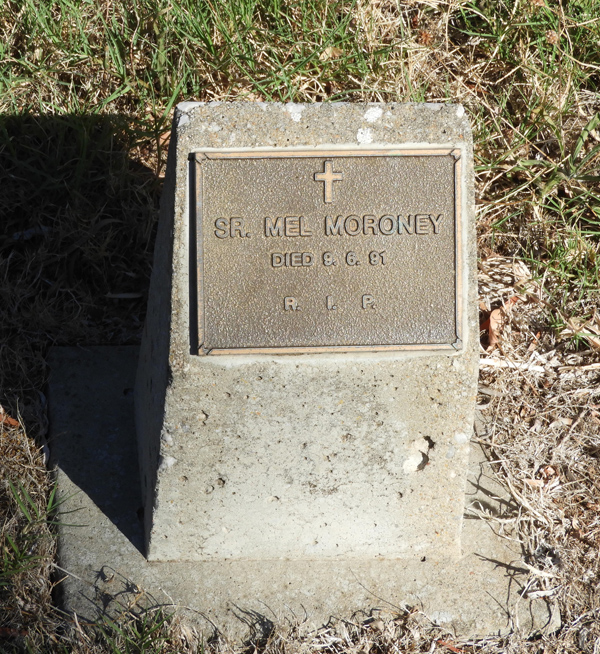 SR. MEL MORONEY
DIED 9. 6. 91
R. I. P.